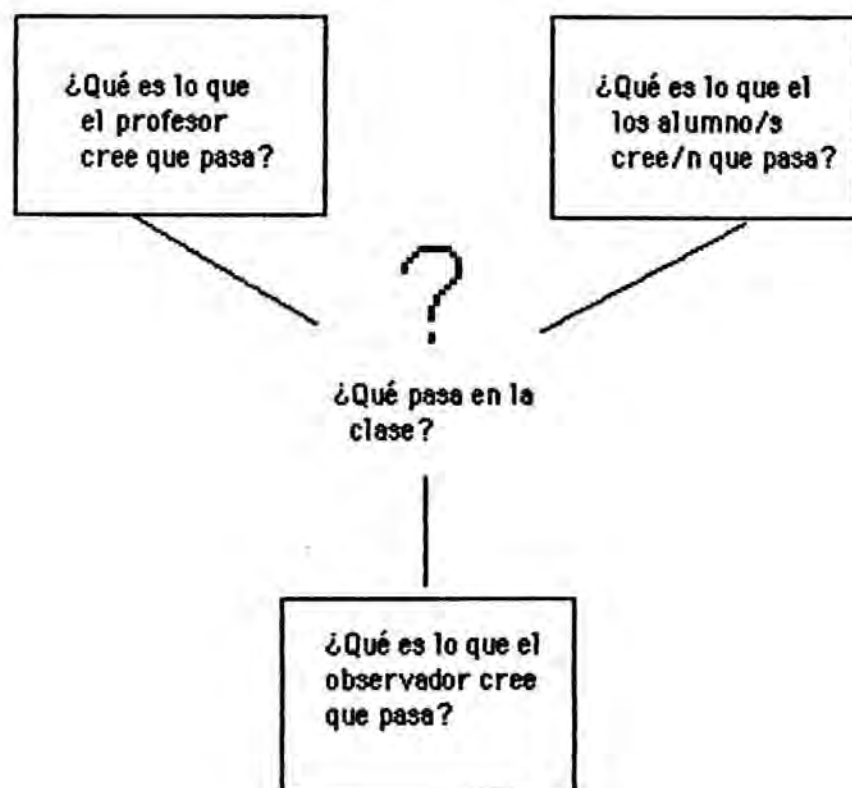 ¿Qué es lo que
el profesor
cree que pasa?
¿Qué es lo que el
los alumno/s
cree/n que pasa?
?
¿Qué pasa en la
clase?
¿Qué es lo que el
observador cree
que pasa?